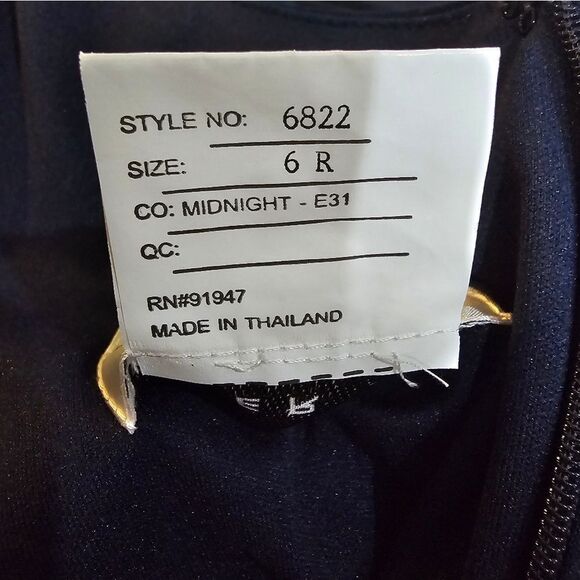 STYLE NO: 6822
SIZE: 6 R
CO: MIDNIGHT - E31
QC:
RN#91947
MADE IN THAILAND